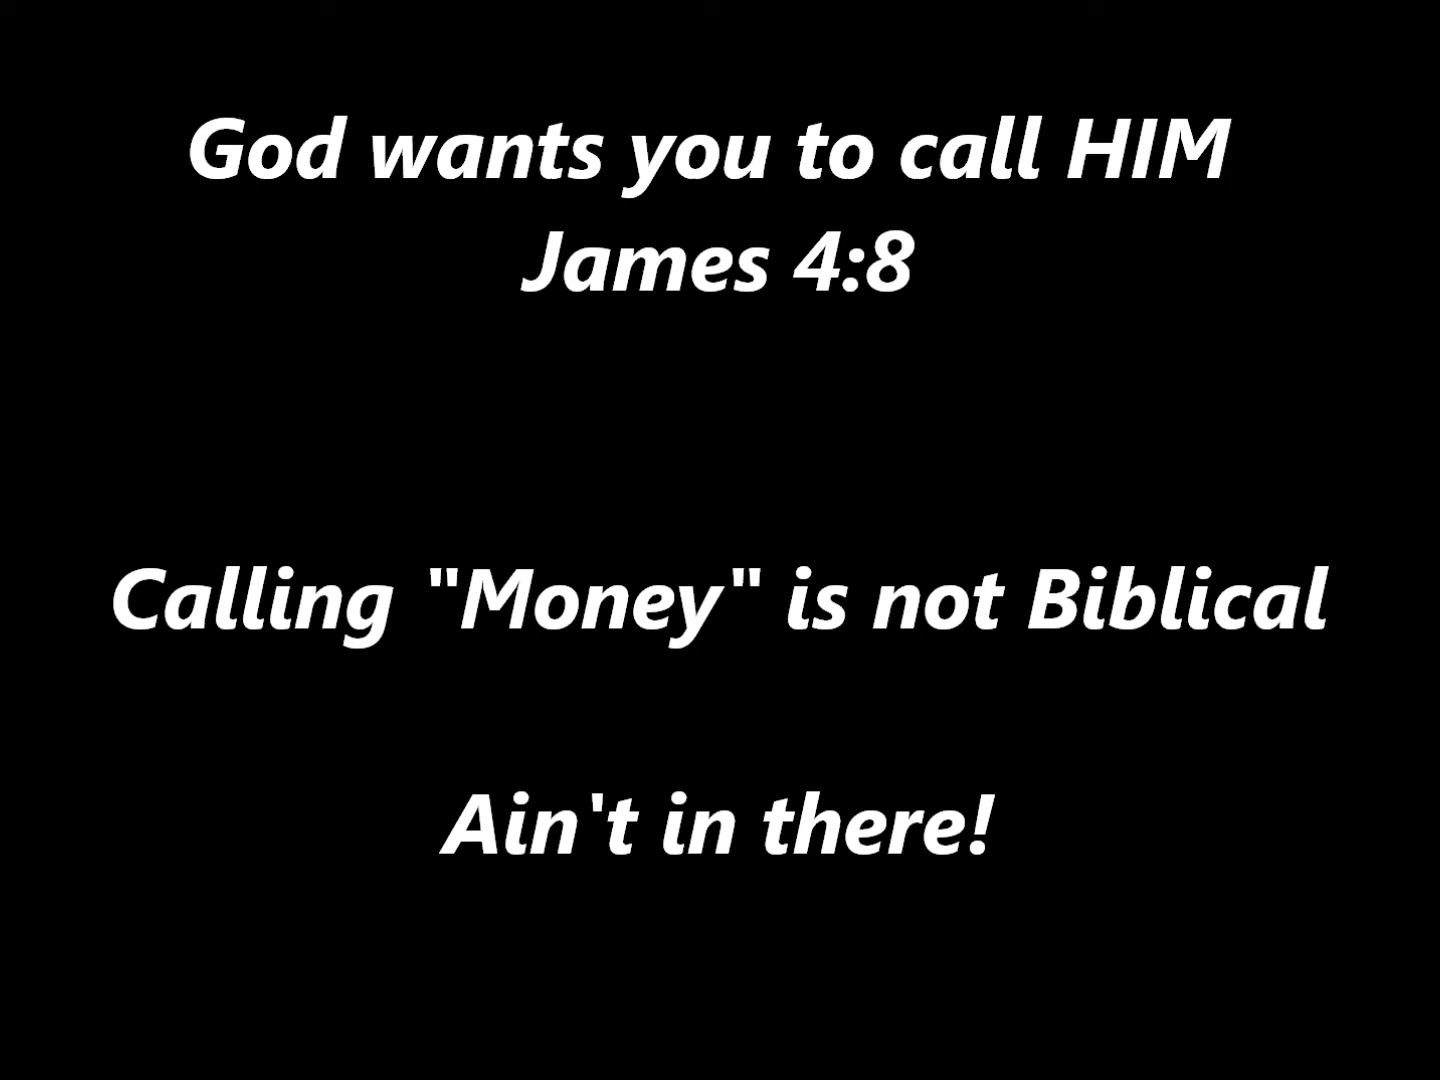 God wants you to call HIM
James 4:8
Calling "Money" is not Biblical
Ain't in there!